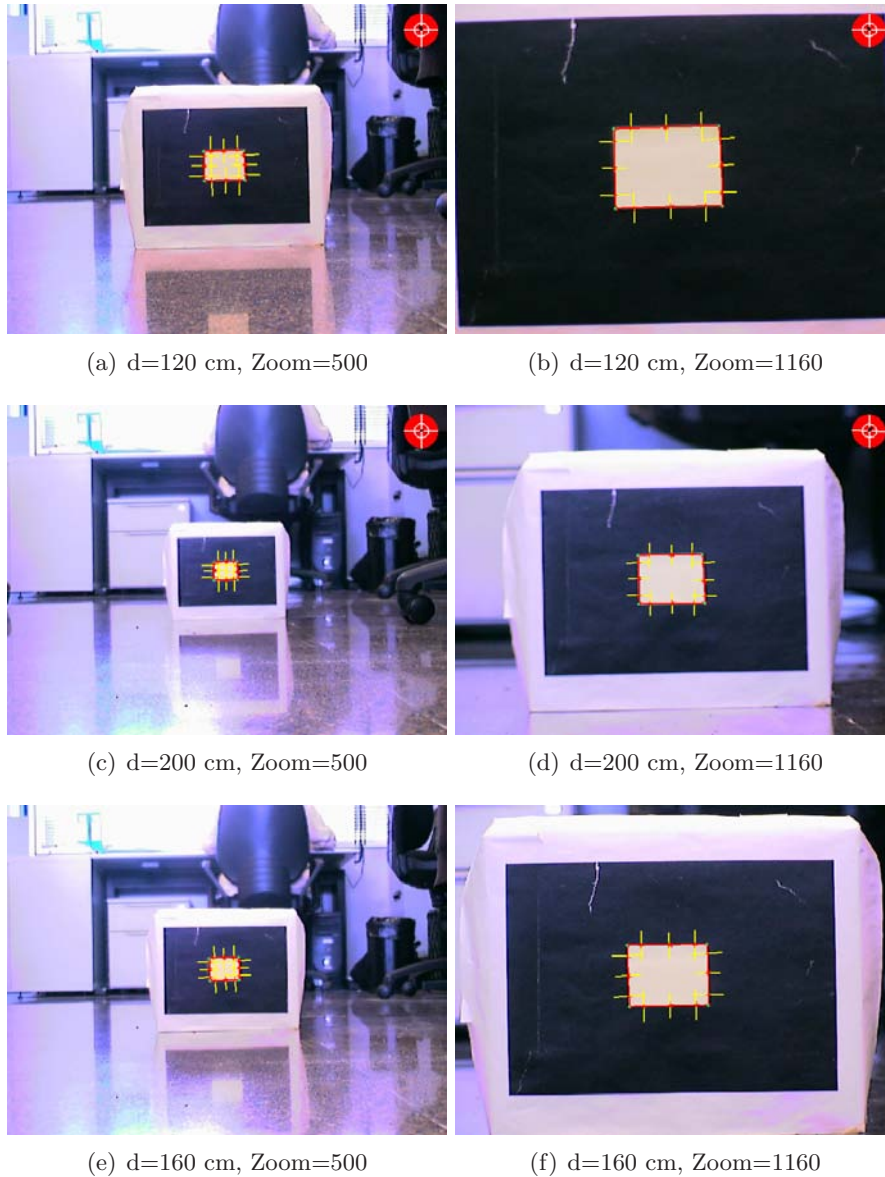 (a) d=120 cm, Zoom=500
(b) d=120 cm, Zoom=1160
(c) d=200 cm, Zoom=500
(d) d=200 cm, Zoom=1160
(e) d=160 cm, Zoom=500
(f) d=160 cm, Zoom=1160